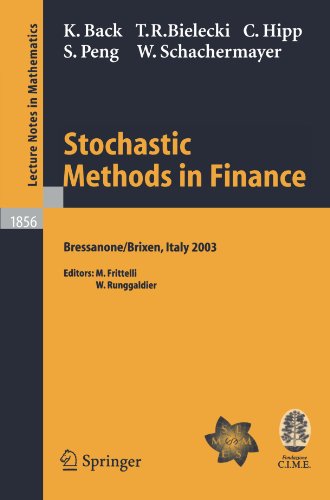 K. Back T.R.Bielecki C. Hipp
S. Peng W. Schachermayer
Lecture Notes in Mathematics
1856
Stochastic
Methods in Finance
Bressanone/Brixen, Italy 2003
Editors: M. Frittelli
W. Runggaldier
Springer
Fondazione
C.I.M.E.